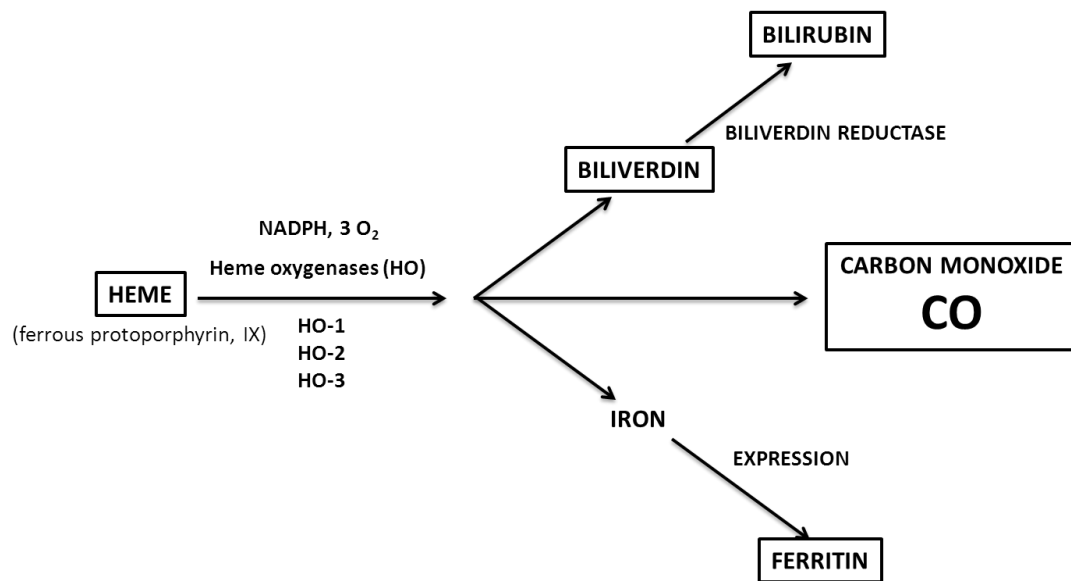 BILIRUBIN
BILIVERDIN REDUCTASE
BILIVERDIN
NADPH, 3 O₂
Heme oxygenases (HO)
HEME
(ferrous protoporphyrin, IX)
HO-1
HO-2
HO-3
CARBON MONOXIDE
CO
IRON
EXPRESSION
FERRITIN